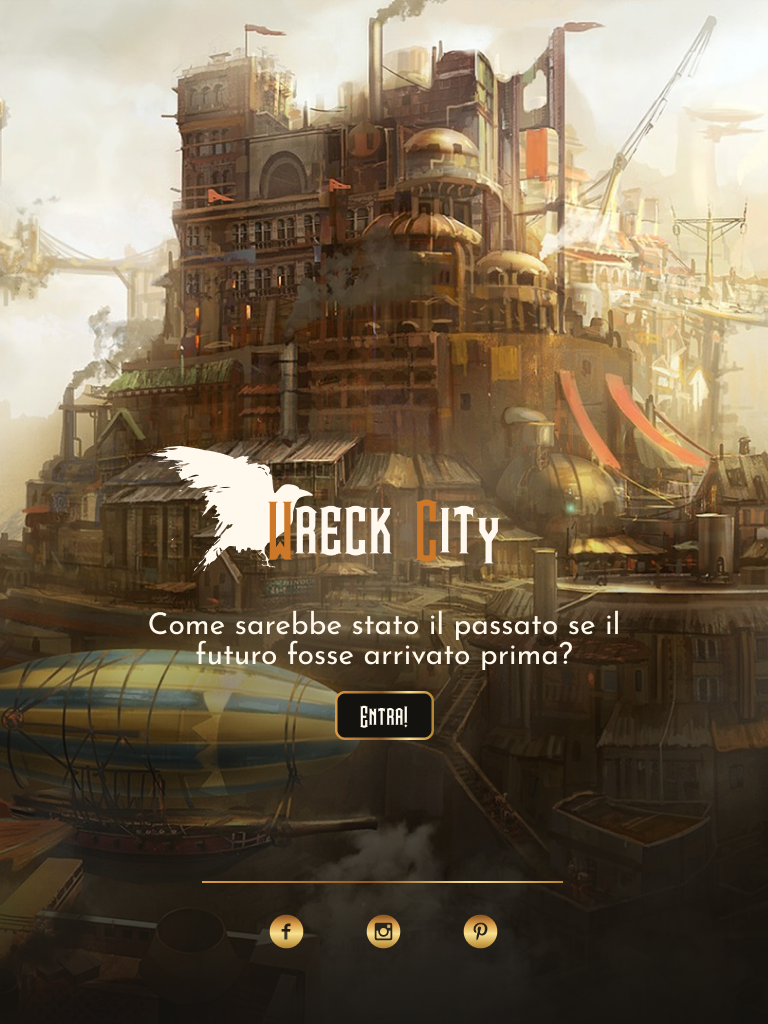 Wreck City
Come sarebbe stato il passato se il
futuro fosse arrivato prima?
Entra!